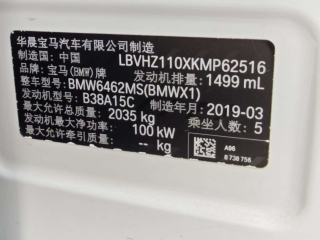 华晨宝马汽车有限公司制造
制造国：中国 LBVHZ110XKMP62516
品牌：宝马(BMW)牌 发动机排量：1499 mL
整车型号：BMW6462MS(BMWX1)
发动机型号：B38A15C 制造年月：2019-03
最大允许总质量：2035 kg 乘坐人数：5
发动机最大净功率：100 kW
最大允许牵引质量：-- kg
A96
8 738 756